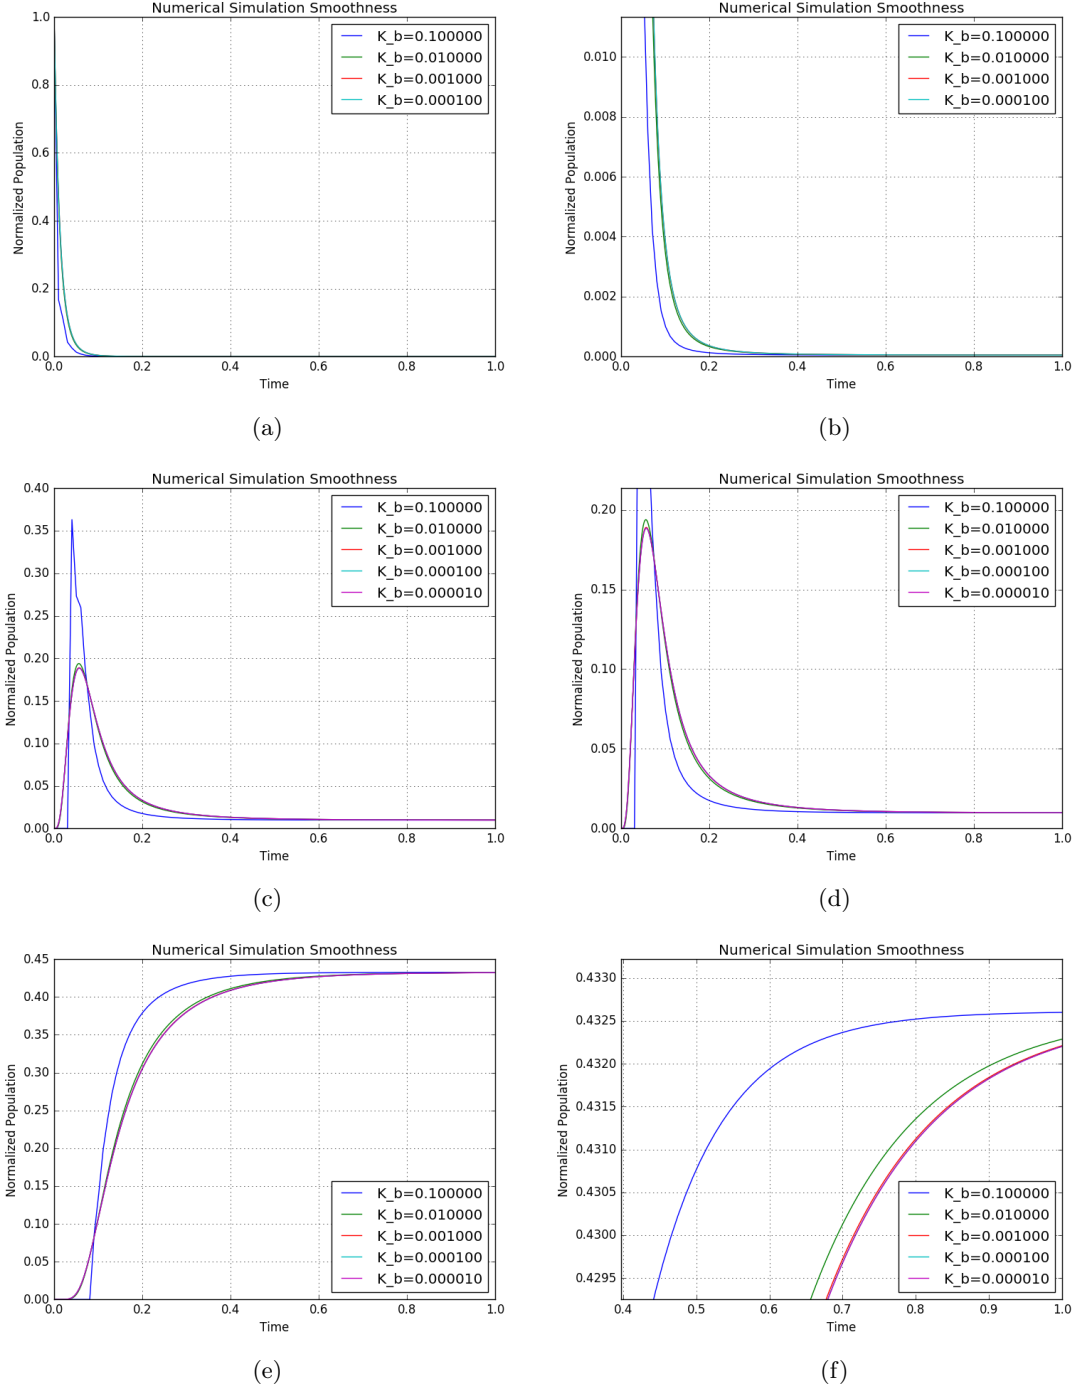 Numerical Simulation Smoothness
1.0
0.8
0.6
0.4
0.2
0.0
Normalized Population
K_b=0.100000
K_b=0.010000
K_b=0.001000
K_b=0.000100
0.0 0.2 0.4 0.6 0.8 1.0
Time
(a)
Numerical Simulation Smoothness
0.010
0.008
0.006
0.004
0.002
0.000
Normalized Population
K_b=0.100000
K_b=0.010000
K_b=0.001000
K_b=0.000100
0.0 0.2 0.4 0.6 0.8 1.0
Time
(b)
Numerical Simulation Smoothness
0.40
0.35
0.30
0.25
0.20
0.15
0.10
0.05
0.00
Normalized Population
K_b=0.100000
K_b=0.010000
K_b=0.001000
K_b=0.000100
K_b=0.000010
0.0 0.2 0.4 0.6 0.8 1.0
Time
(c)
Numerical Simulation Smoothness
0.20
0.15
0.10
0.05
0.00
Normalized Population
K_b=0.100000
K_b=0.010000
K_b=0.001000
K_b=0.000100
K_b=0.000010
0.0 0.2 0.4 0.6 0.8 1.0
Time
(d)
Numerical Simulation Smoothness
0.45
0.40
0.35
0.30
0.25
0.20
0.15
0.10
0.05
0.00
Normalized Population
K_b=0.100000
K_b=0.010000
K_b=0.001000
K_b=0.000100
K_b=0.000010
0.0 0.2 0.4 0.6 0.8 1.0
Time
(e)
Numerical Simulation Smoothness
0.4330
0.4325
0.4320
0.4315
0.4310
0.4305
0.4300
0.4295
Normalized Population
K_b=0.100000
K_b=0.010000
K_b=0.001000
K_b=0.000100
K_b=0.000010
0.4 0.5 0.6 0.7 0.8 0.9 1.0
Time
(f)